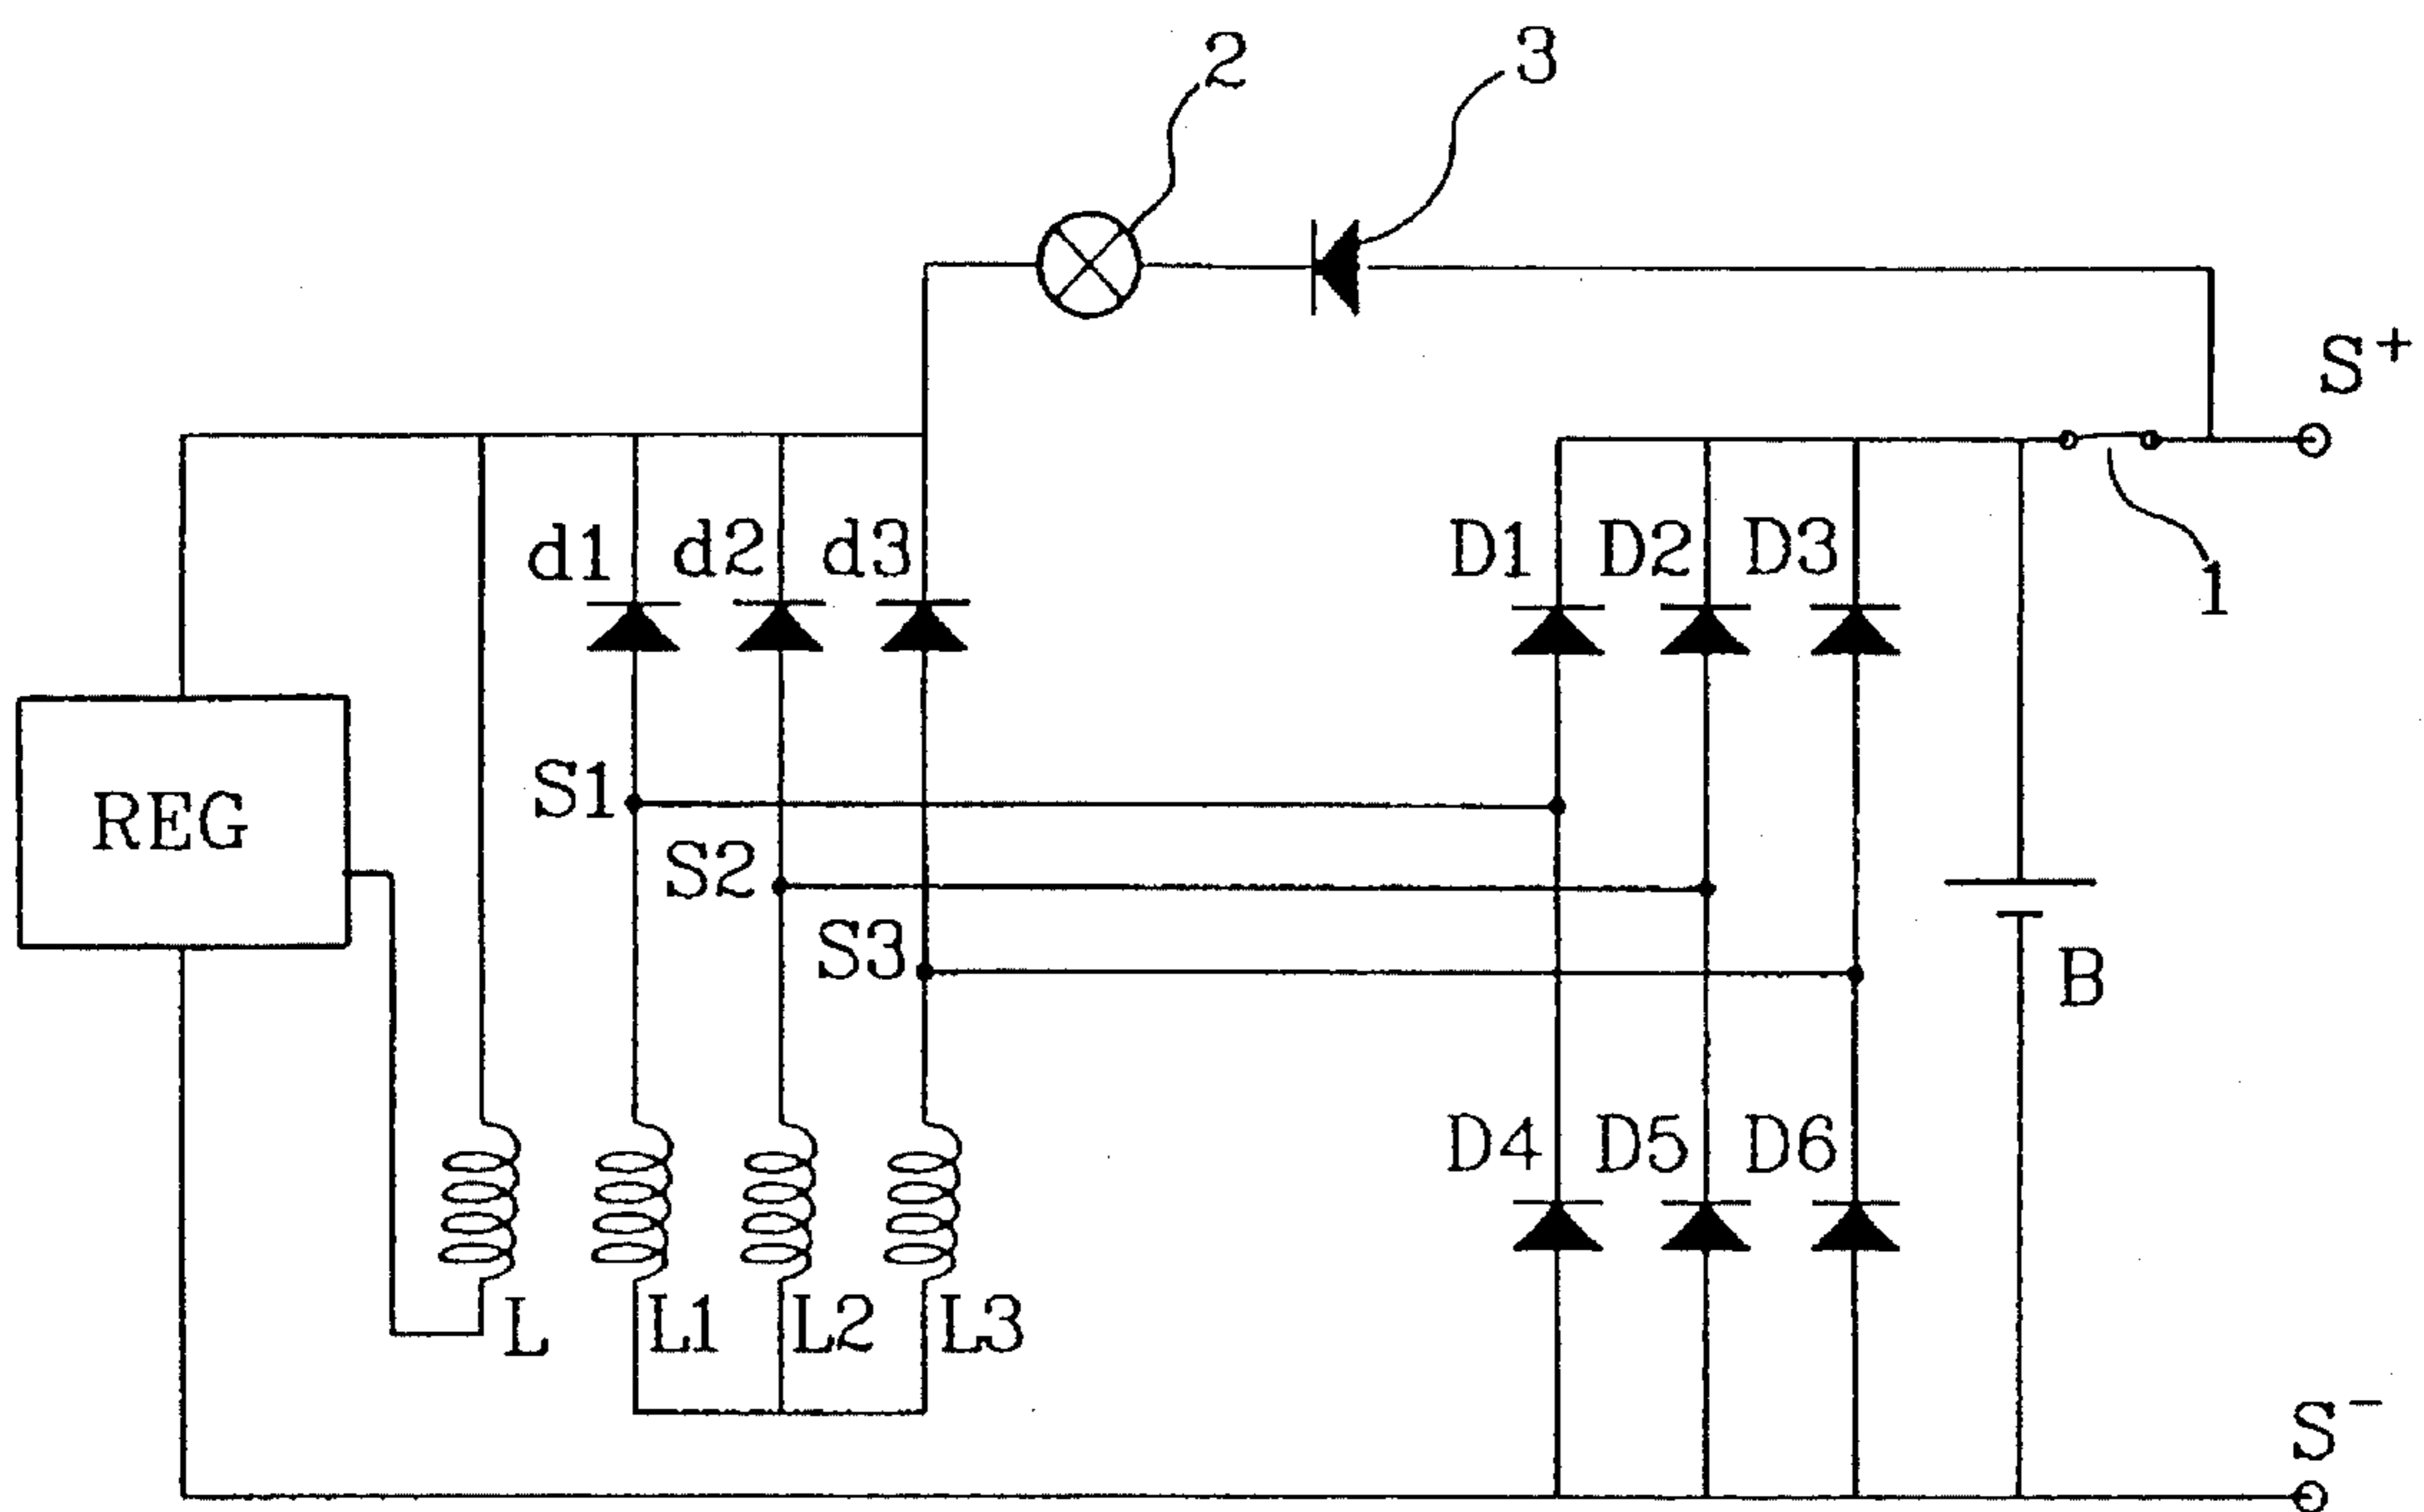 2
3
S+
d1 d2 d3 D1 D2 D3
1
S1
REG
S2
S3
B
D4 D5 D6
L L1 L2 L3
S-